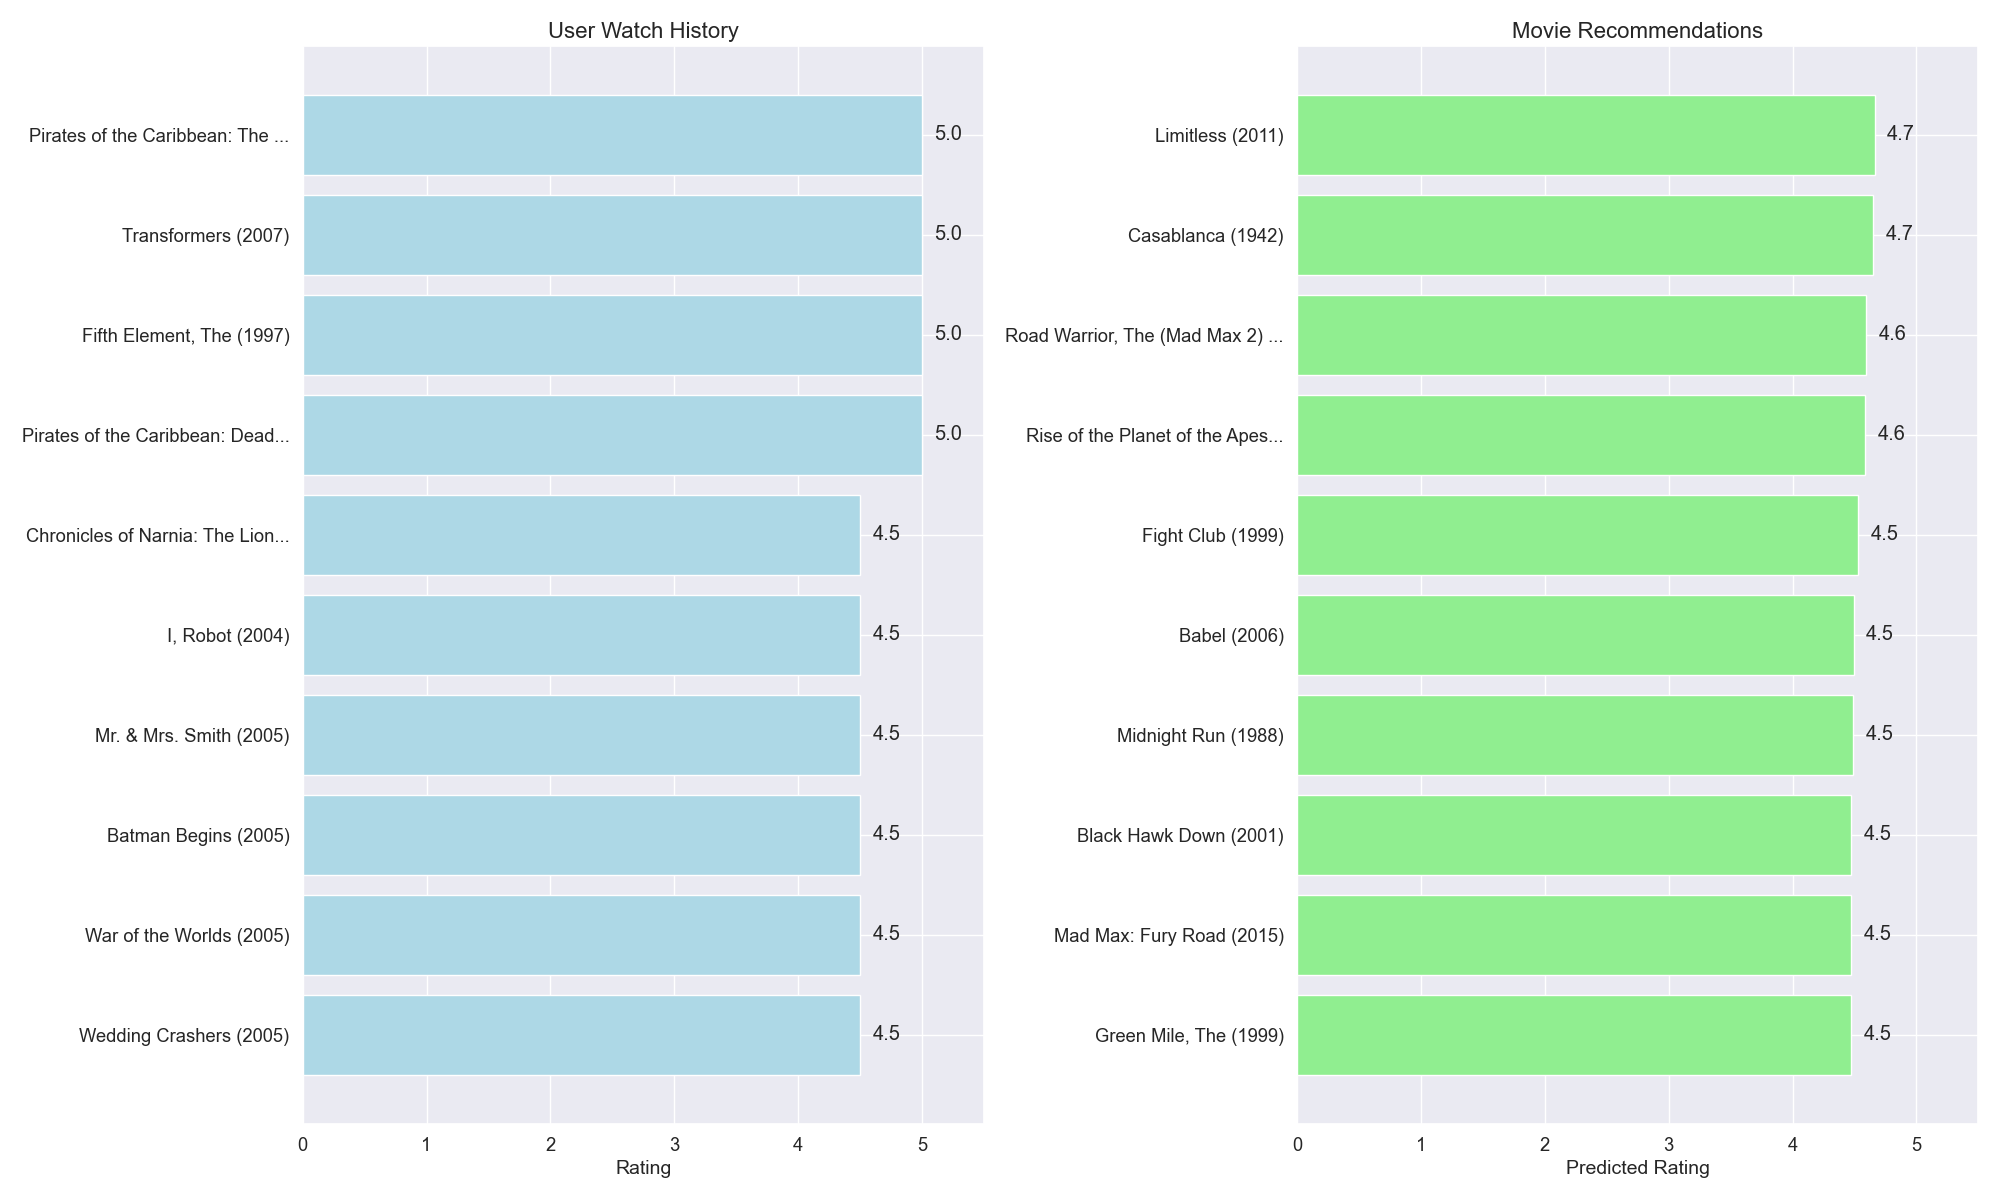 User Watch History
Pirates of the Caribbean: The ...
5.0
Transformers (2007)
5.0
Fifth Element, The (1997)
5.0
Pirates of the Caribbean: Dead...
5.0
Chronicles of Narnia: The Lion...
4.5
I, Robot (2004)
4.5
Mr. & Mrs. Smith (2005)
4.5
Batman Begins (2005)
4.5
War of the Worlds (2005)
4.5
Wedding Crashers (2005)
4.5
0 1 2 3 4 5
Rating
Movie Recommendations
Limitless (2011)
4.7
Casablanca (1942)
4.7
Road Warrior, The (Mad Max 2) ...
4.6
Rise of the Planet of the Apes...
4.6
Fight Club (1999)
4.5
Babel (2006)
4.5
Midnight Run (1988)
4.5
Black Hawk Down (2001)
4.5
Mad Max: Fury Road (2015)
4.5
Green Mile, The (1999)
4.5
0 1 2 3 4 5
Predicted Rating